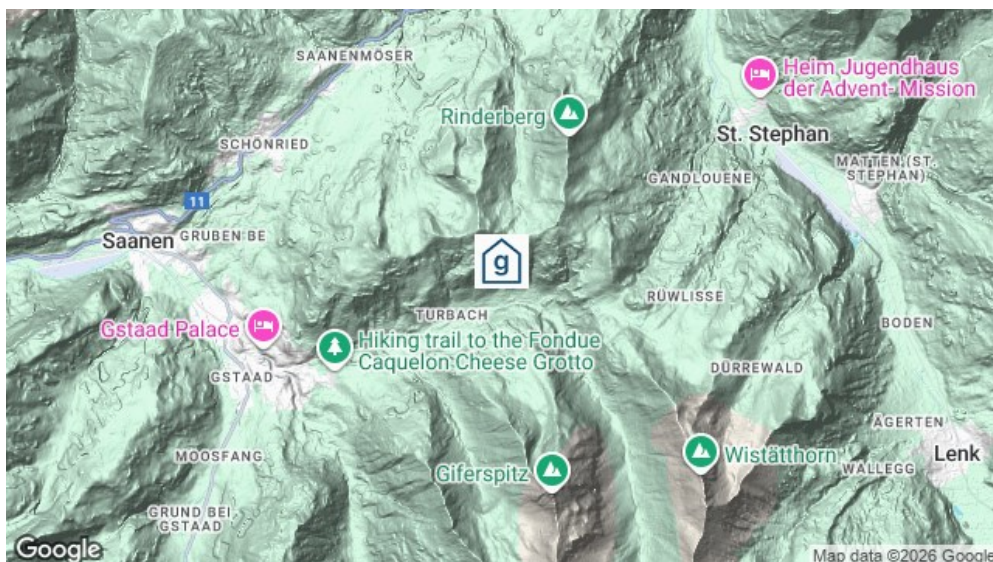 SAANENMÖSER
Heim Jugendhaus
der Advent- Mission
Rinderberg
St. Stephan
SCHÖNRIED
MATTEN (ST.
STEPHAN)
GANDLOUENE
11
Saanen
GRUBEN BE
g
RÜWLISSE
TURBACH
BODEN
Gstaad Palace
Hiking trail to the Fondue
Caquelon Cheese Grotto
GSTAAD
DÜRREWALD
ÄGERTEN
MOOSFANG
Giferspitz
Wistätthorn
WALLEGG
Lenk
GRUND BEI
GSTAAD
Google
Map data ©2026 Google